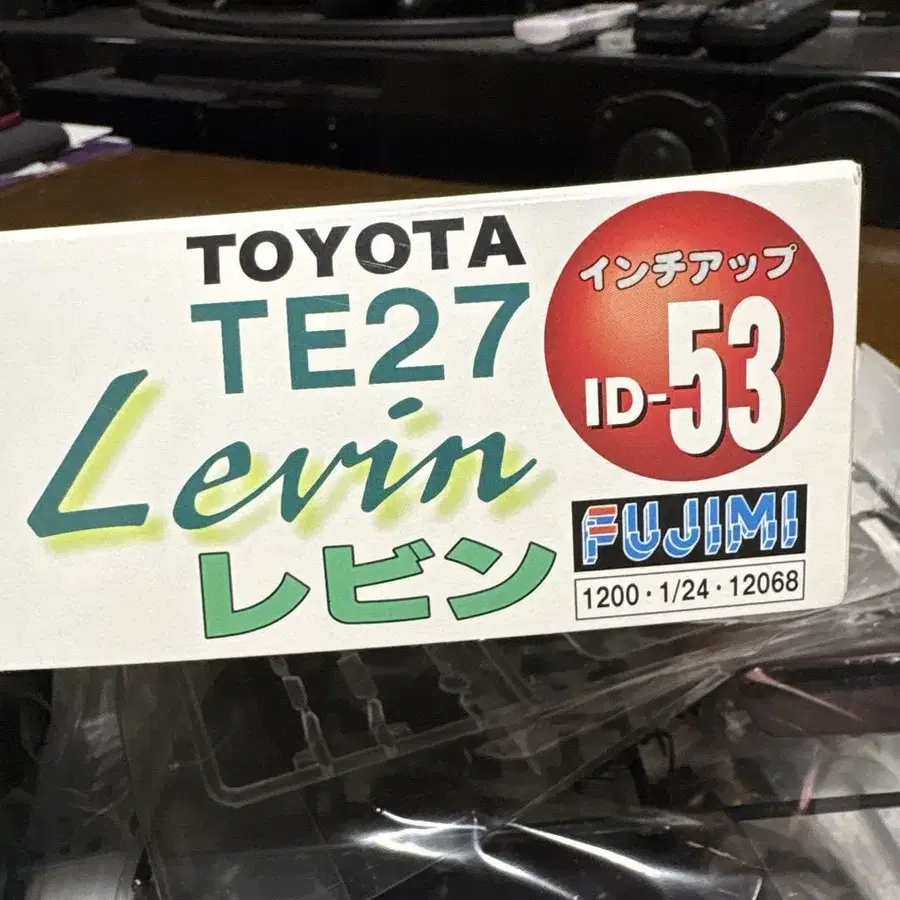 TOYOTA
TE27
Levin
レビン
インチアップ
ID-53
FUJIMI
1200・1/24・12068